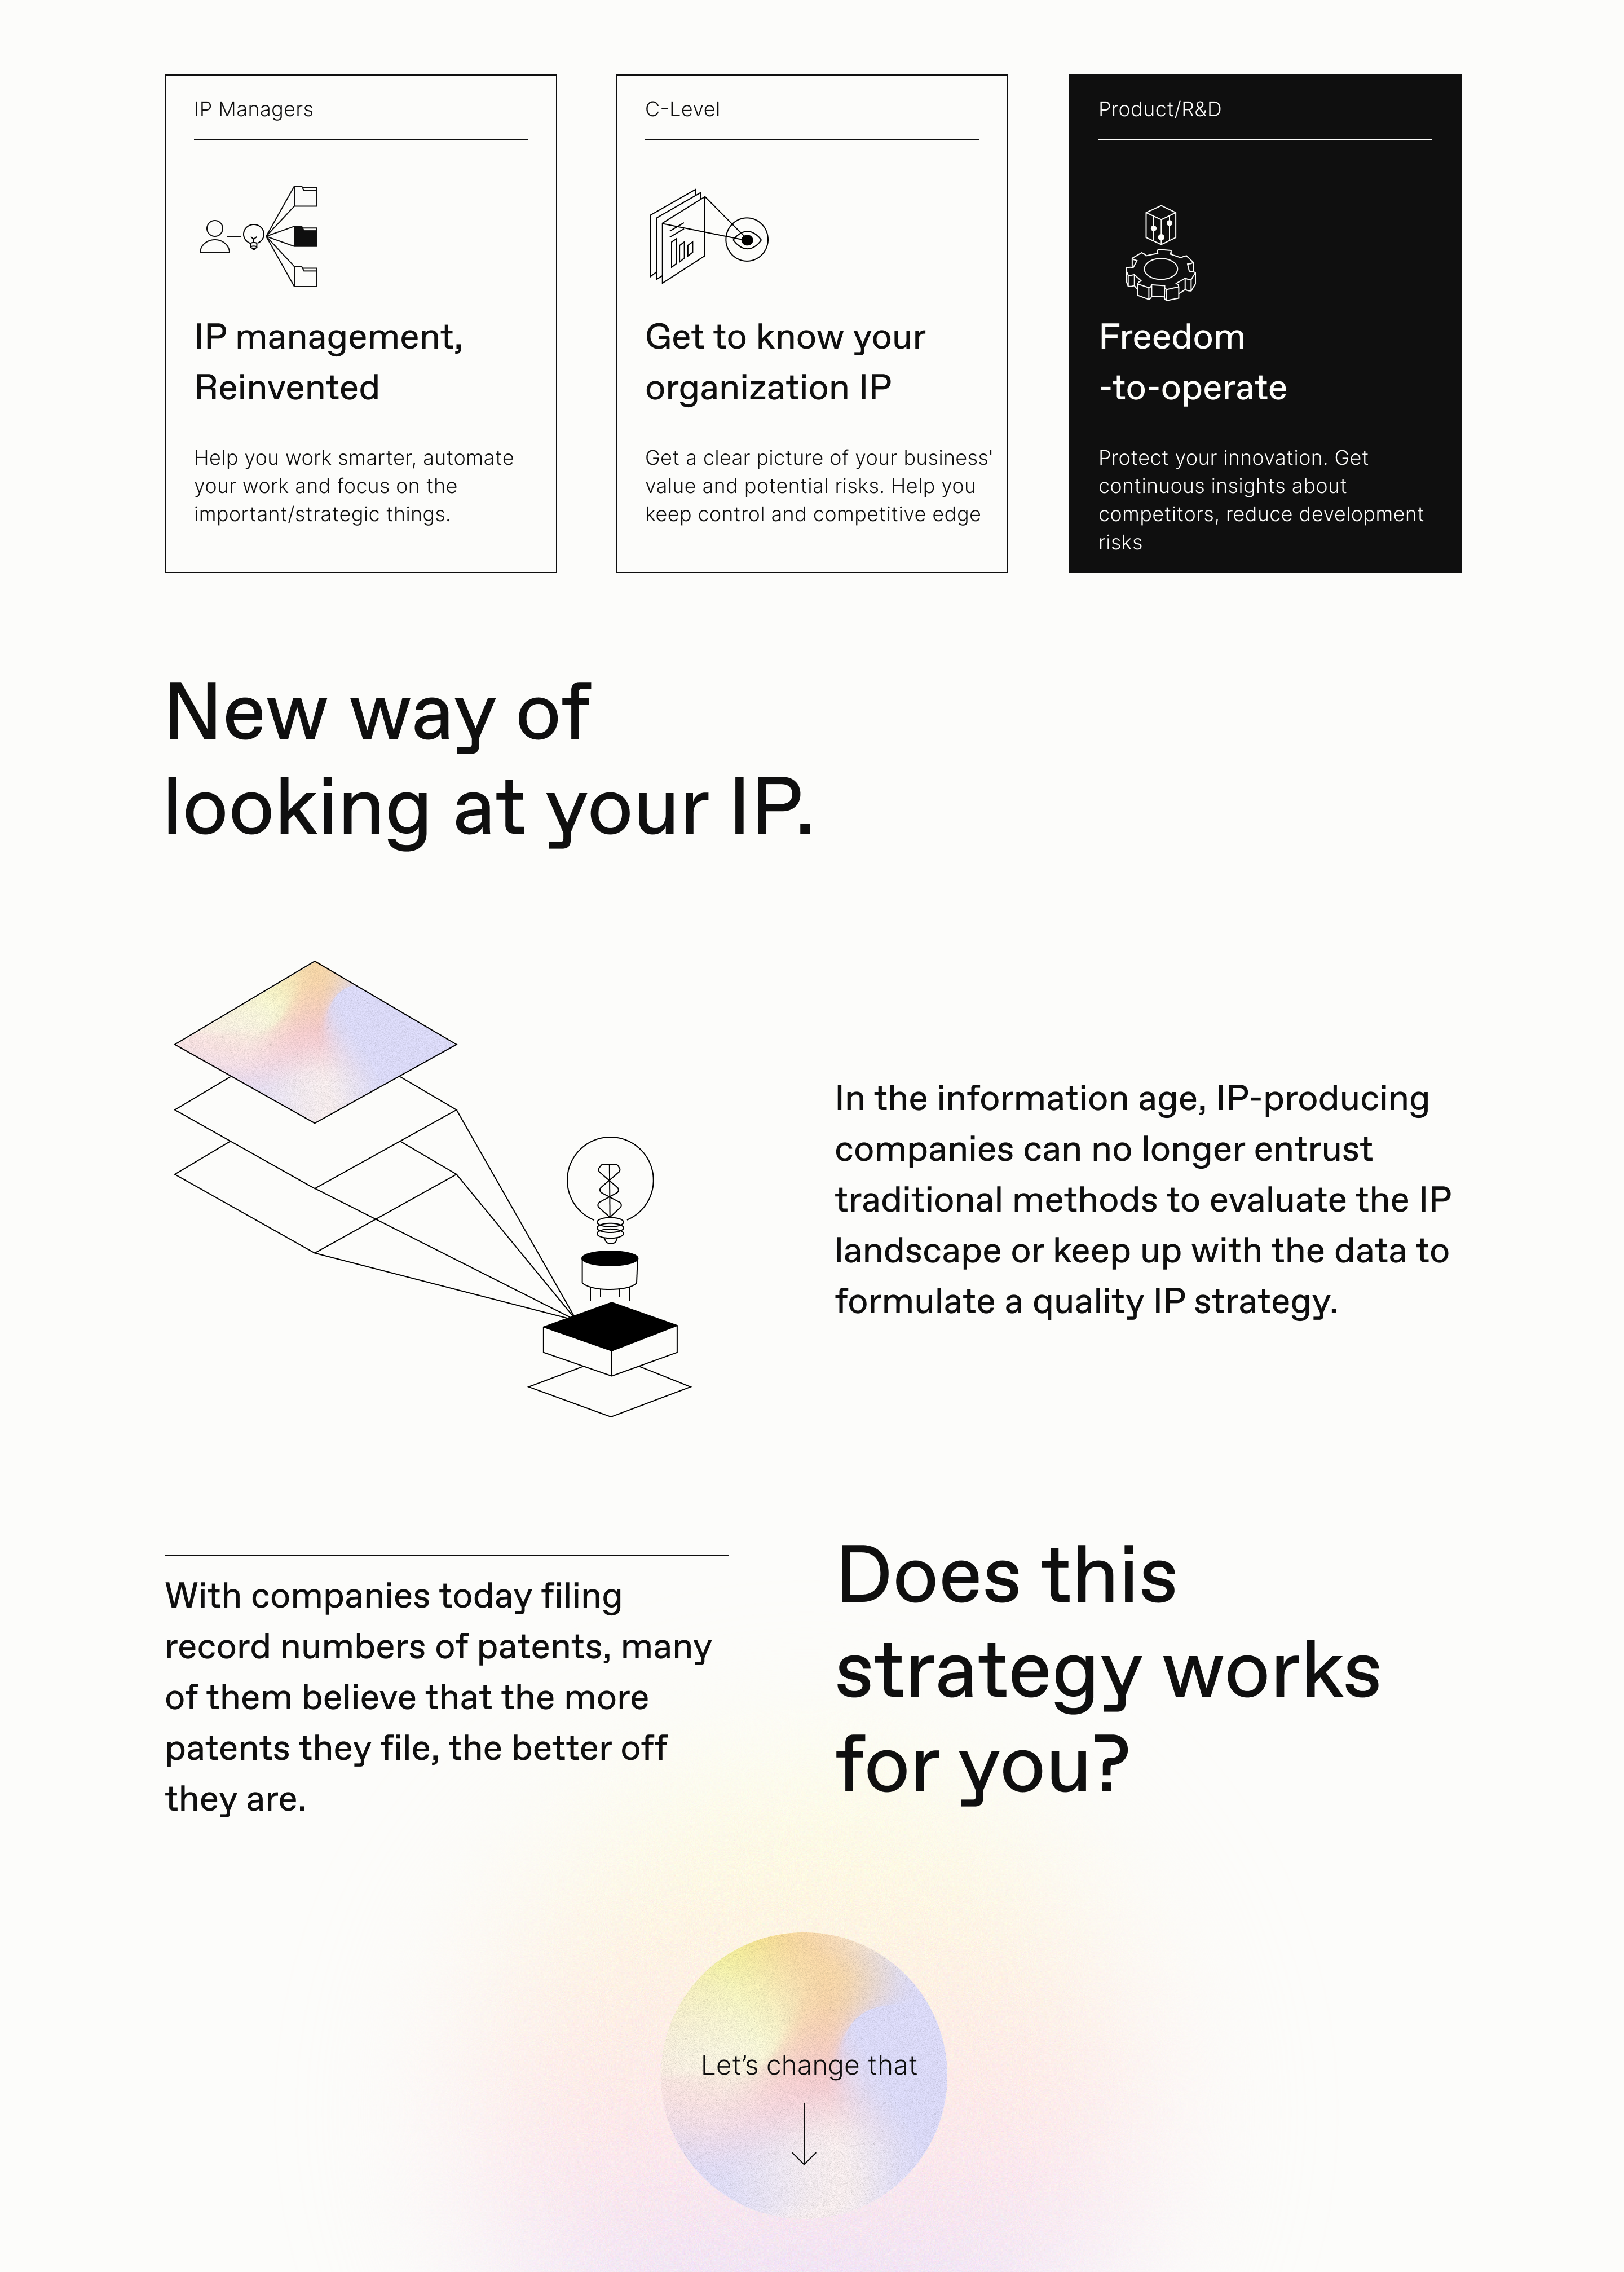 IP Managers
IP management,
Reinvented
Help you work smarter, automate
your work and focus on the
important/strategic things.
C-Level
Get to know your
organization IP
Get a clear picture of your business'
value and potential risks. Help you
keep control and competitive edge
Product/R&D
Freedom
-to-operate
Protect your innovation. Get
continuous insights about
competitors, reduce development
risks
New way of
looking at your IP.
In the information age, IP-producing
companies can no longer entrust
traditional methods to evaluate the IP
landscape or keep up with the data to
formulate a quality IP strategy.
With companies today filing
record numbers of patents, many
of them believe that the more
patents they file, the better off
they are.
Does this
strategy works
for you?
Let’s change that